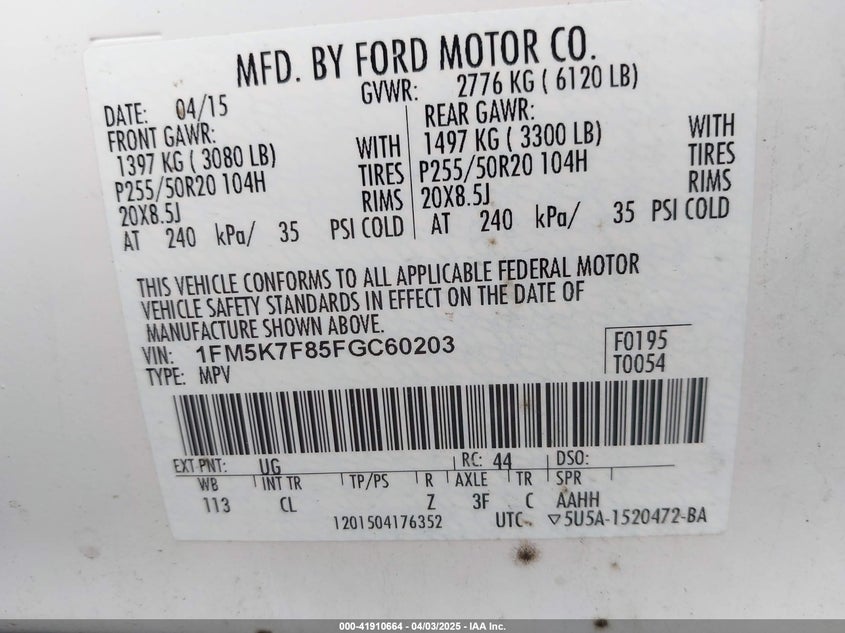 MFD. BY FORD MOTOR CO.
DATE: 04/15 GVWR: 2776 KG ( 6120 LB)
FRONT GAWR: REAR GAWR:
1397 KG ( 3080 LB) WITH 1497 KG ( 3300 LB) WITH
P255/50R20 104H TIRES P255/50R20 104H TIRES
20X8.5J RIMS 20X8.5J RIMS
AT 240 kPa/ 35 PSI COLD AT 240 kPa/ 35 PSI COLD
THIS VEHICLE CONFORMS TO ALL APPLICABLE FEDERAL MOTOR
VEHICLE SAFETY STANDARDS IN EFFECT ON THE DATE OF
MANUFACTURE SHOWN ABOVE.
VIN: 1FM5K7F85FGC60203 F0195
TYPE: MPV T0054
EXT PNT: UG RC: 44 DSO:
WB INT TR TP/PS R AXLE TR SPR
113 CL Z 3F C AAHH
1201504176352 UTC ▽5U5A-1520472-BA
000-41910664 - 04/03/2025 - IAA Inc.